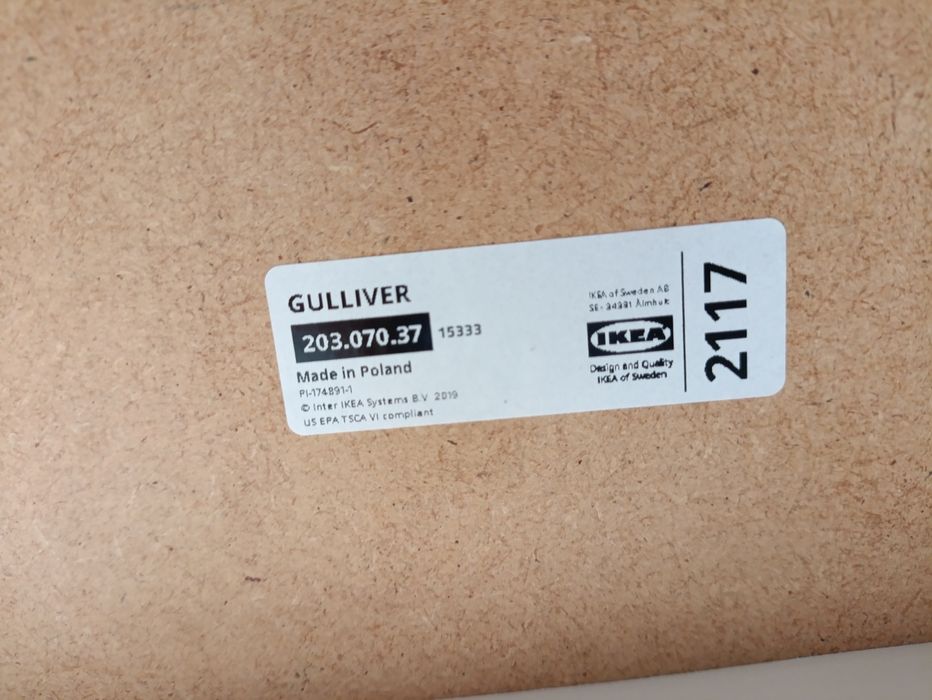 GULLIVER
203.070.37 15333
Made in Poland
PI-174891-1
© Inter IKEA Systems B.V. 2019
US EPA TSCA VI compliant
IKEA of Sweden AB
SE- 34381 Älmhult
IKEA
Design and Quality
IKEA of Sweden
2117